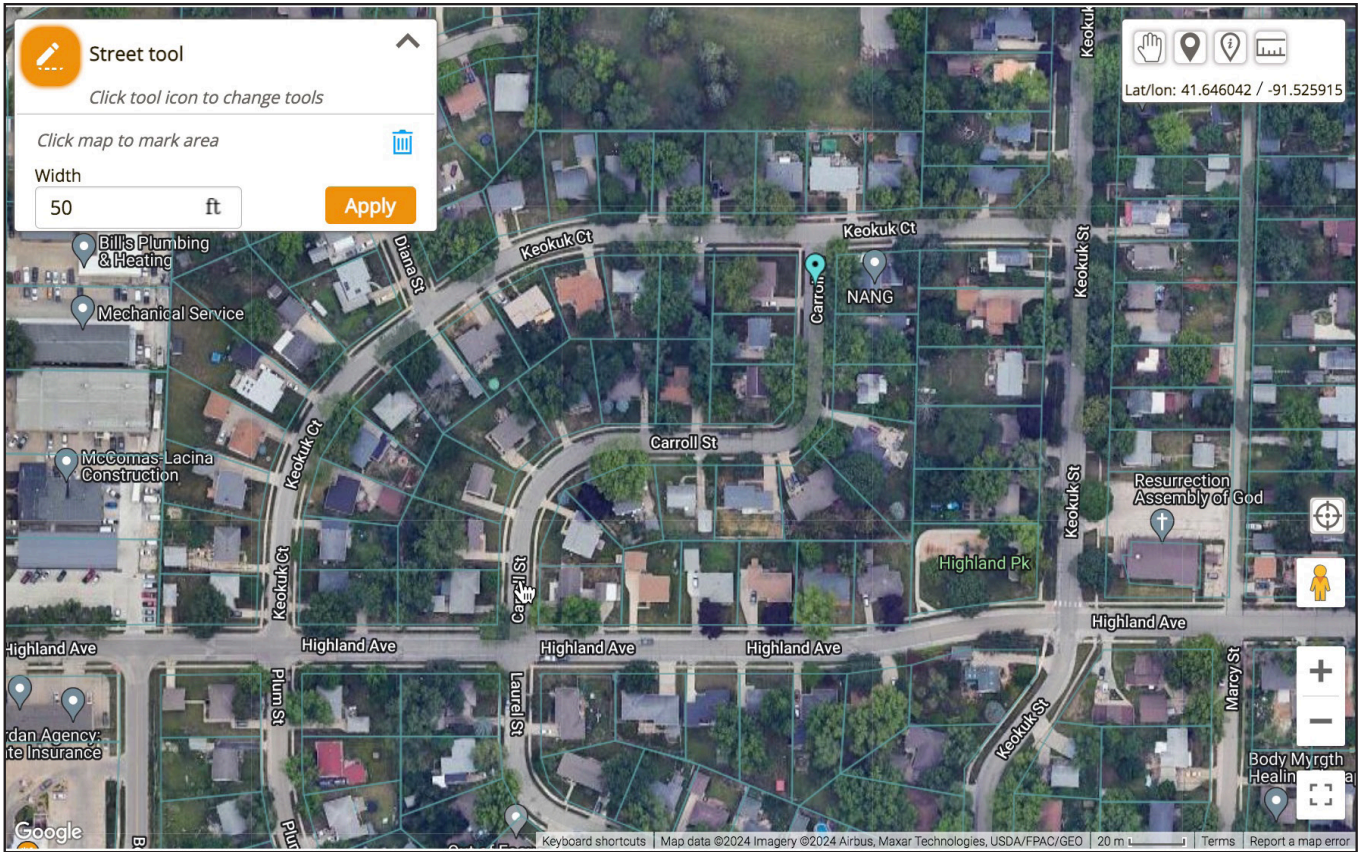 Street tool
Click tool icon to change tools
Click map to mark area
Width
50 ft
Apply
Lat/lon: 41.646042 / -91.525915
Keokuk
Bill's Plumbing
& Heating
Mechanical Service
Diana St
Keokuk Ct
Keokuk Ct
NANG
Carroll
Keokuk St
Keokuk Ct
Carroll St
McComas-Lacina
Construction
Keokuk St
Resurrection
Assembly of God
Highland Pk
Keokuk Ct
St
Highland Ave
Highland Ave
Highland Ave
Highland Ave
Highland Ave
Plum St
Laurel St
Keokuk St
Marcy St
rdan Agency:
te Insurance
Body Myrgth
Google
Keyboard shortcuts
Map data ©2024 Imagery ©2024 Airbus, Maxar Technologies, USDA/FPAC/GEO
20 m
Terms
Report a map error